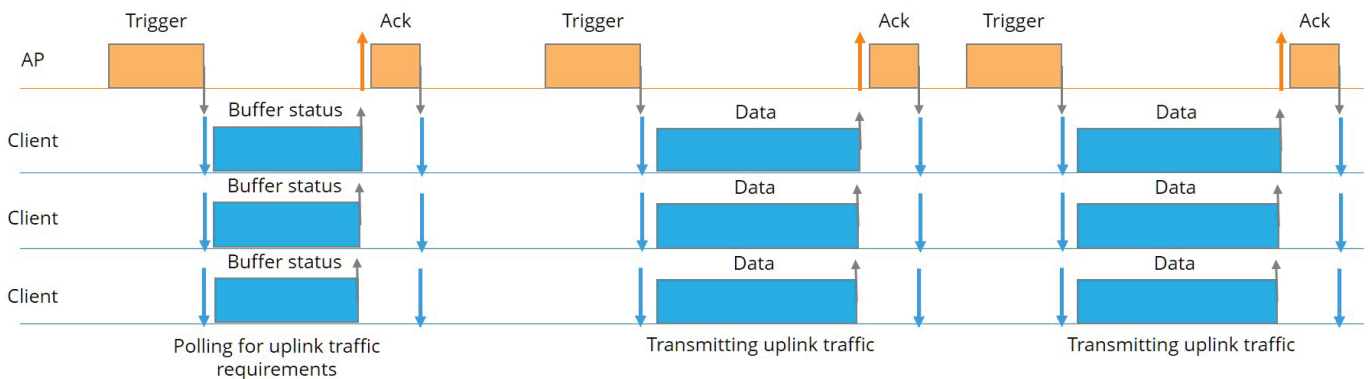 Trigger Ack Trigger Ack Trigger Ack
AP
Buffer status Data Data
Client
Buffer status Data Data
Client
Buffer status Data Data
Client
Polling for uplink traffic Transmitting uplink traffic Transmitting uplink traffic
requirements